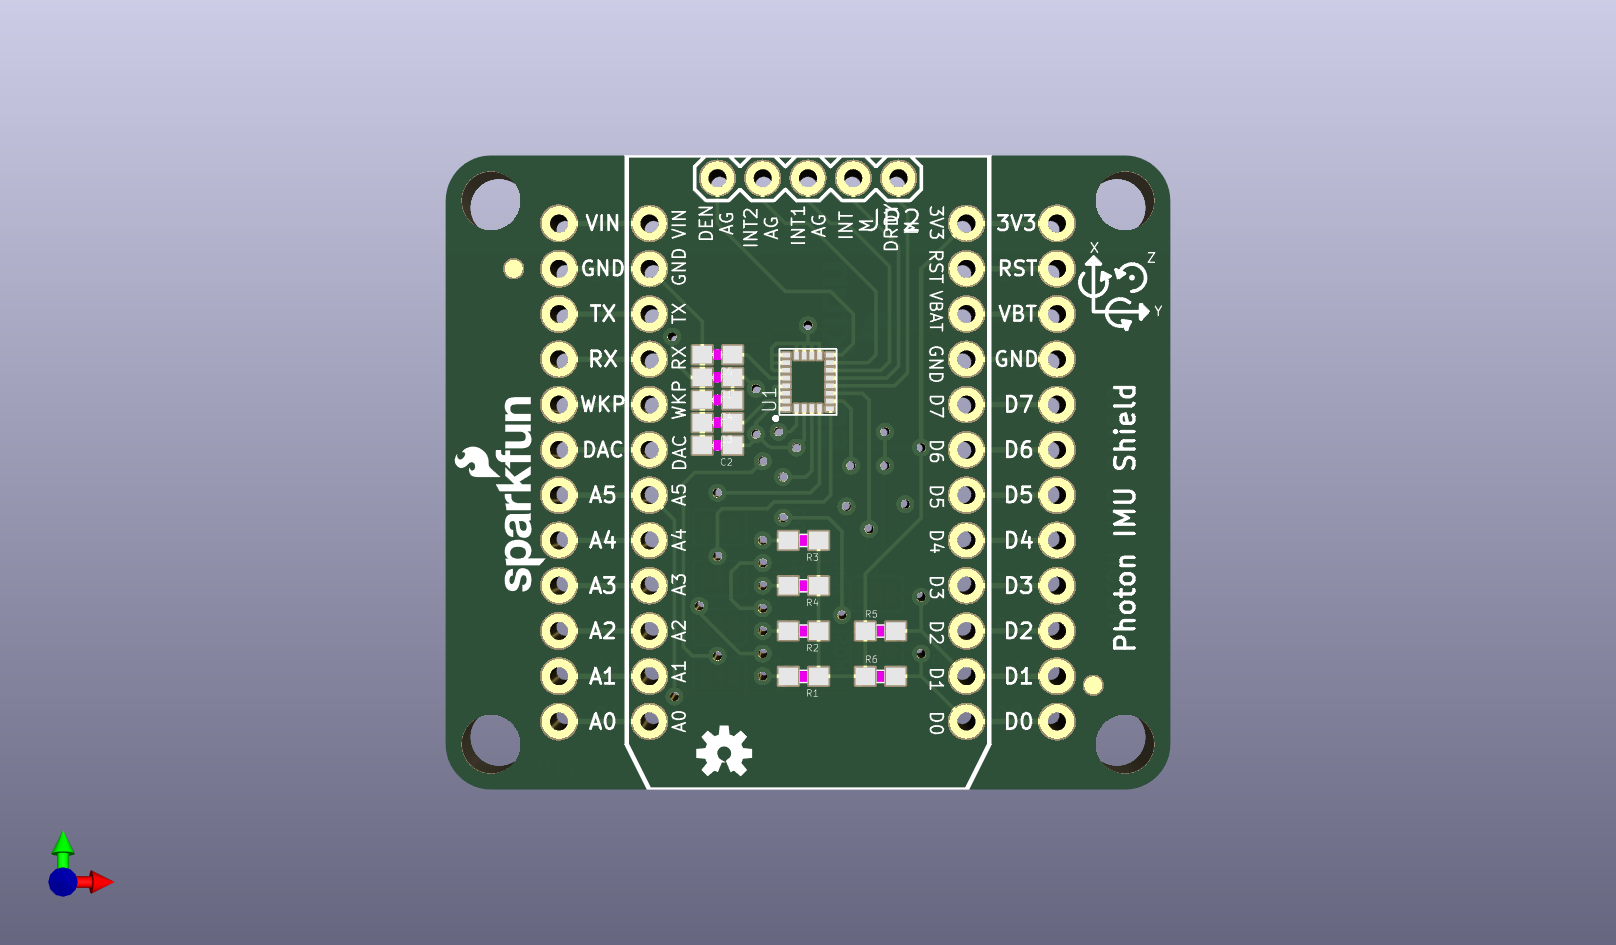 DEN AG
INT2 AG
INT1 AG
INT M
JP2
VIN
GND
TX
RX
WKP
DAC
A5
A4
A3
A2
A1
A0
VIN
GND
TX
RX
WKP
DAC
A5
A4
A3
A2
A1
A0
3V3
RST
VBAT
GND
D7
D6
D5
D4
D3
D2
D1
D0
3V3
RST
VBT
GND
D7
D6
D5
D4
D3
D2
D1
D0
X
Z
Y
U1
C2
R3
R4
R2
R1
R5
R6
sparkfun
Photon IMU Shield